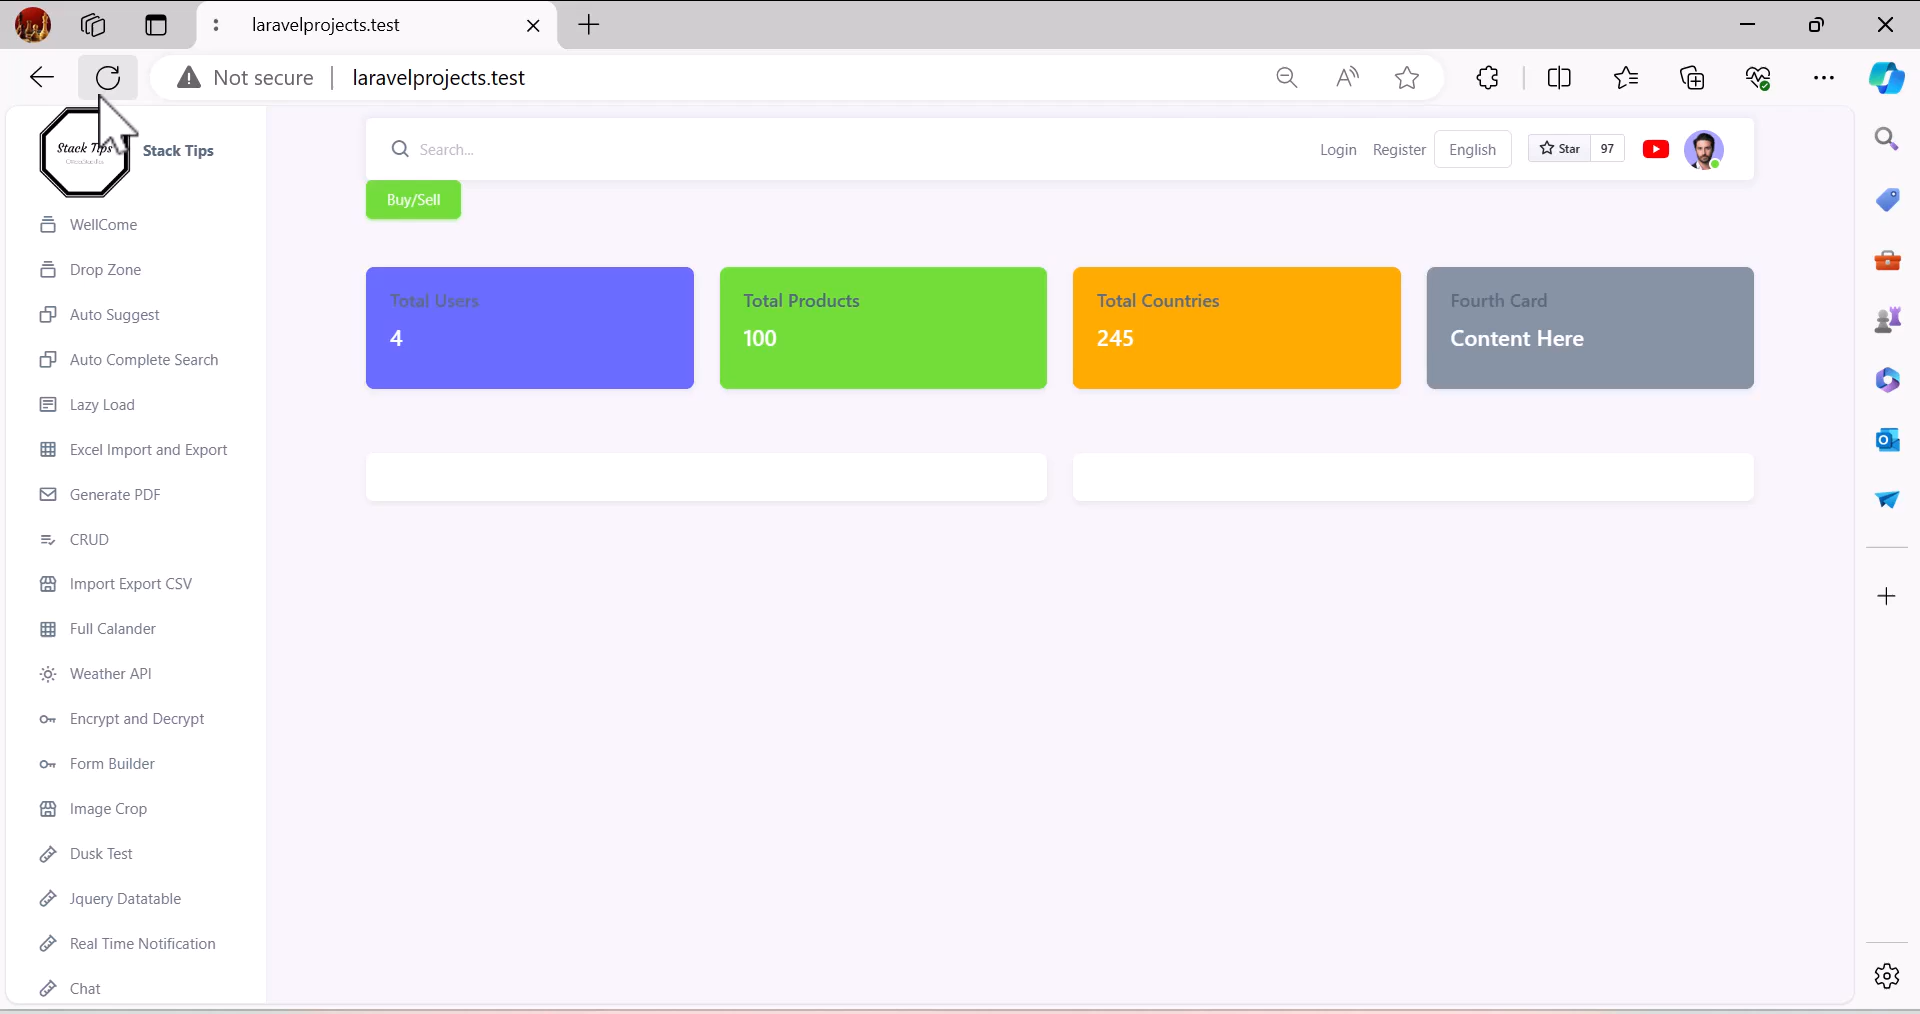 laravelprojects.test
Not secure
laravelprojects.test
Stack Tips
Stack Tips
Search...
Login
Register
English
Star
97
Buy/Sell
WellCome
Drop Zone
Auto Suggest
Auto Complete Search
Lazy Load
Excel Import and Export
Generate PDF
CRUD
Import Export CSV
Full Calander
Weather API
Encrypt and Decrypt
Form Builder
Image Crop
Dusk Test
Jquery Datatable
Real Time Notification
Chat
Total Users
4
Total Products
100
Total Countries
245
Fourth Card
Content Here